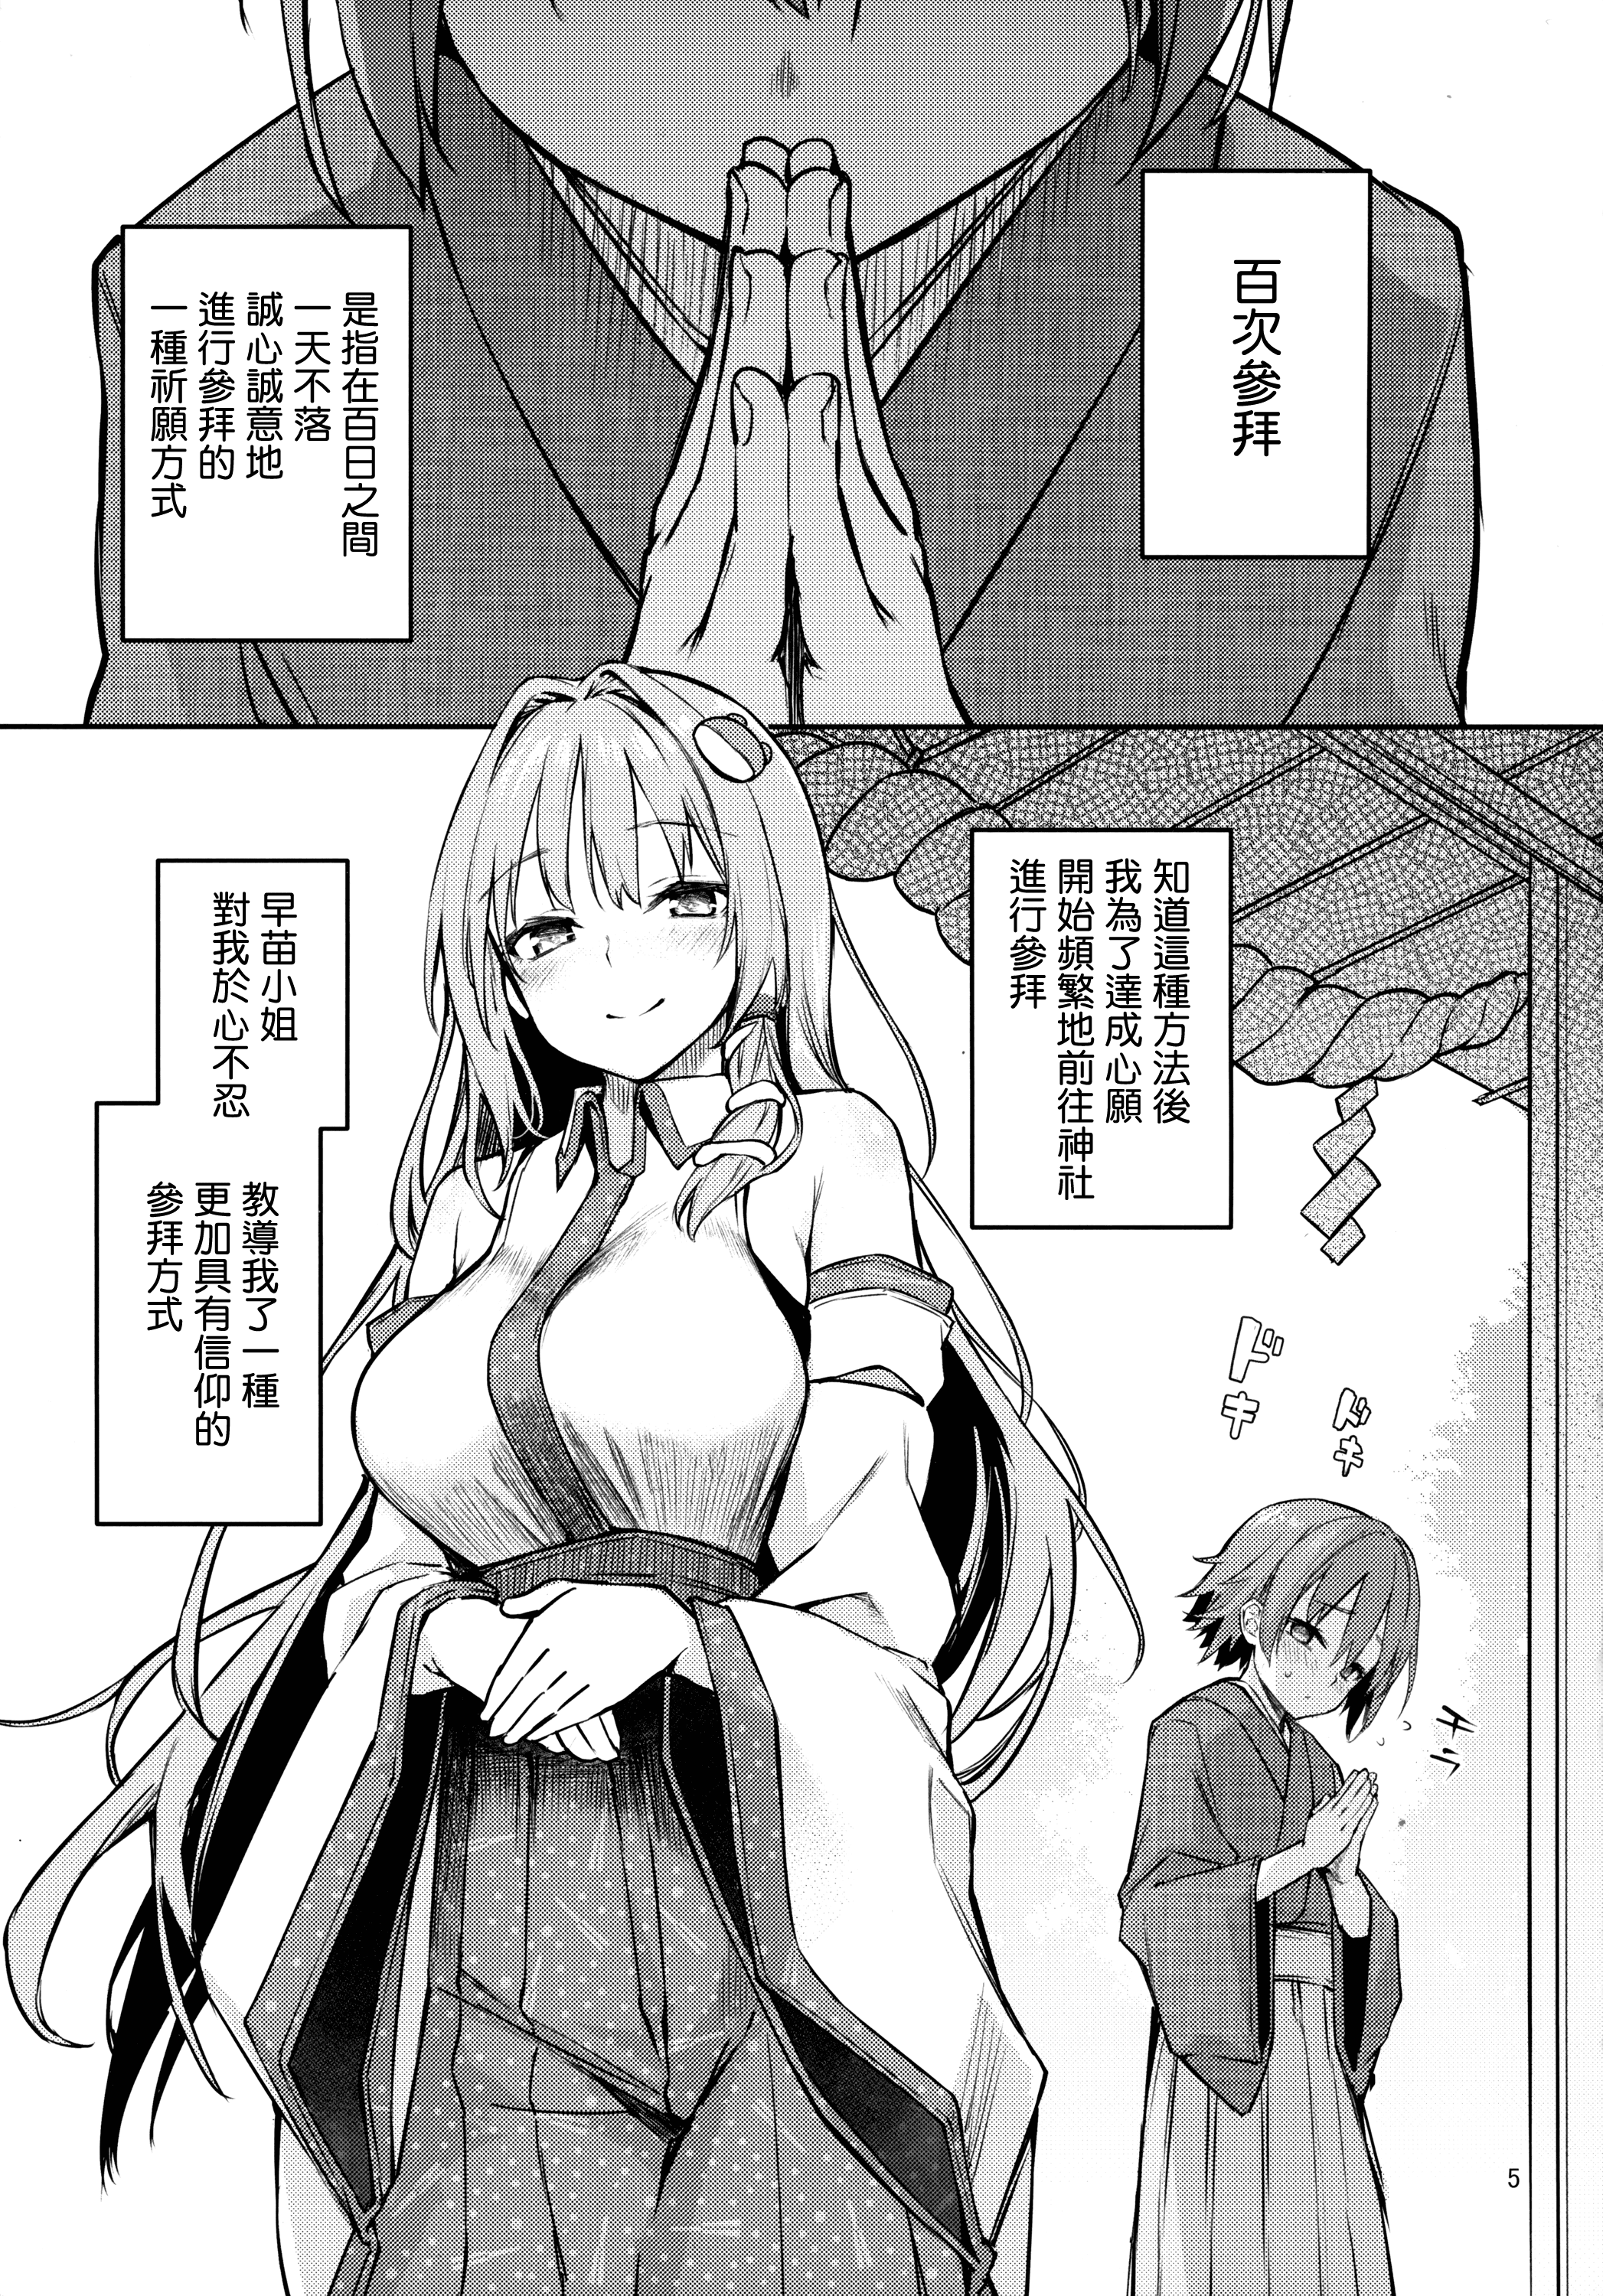 百次參拜
是指在百日之間
一天不落
誠心誠意地
進行參拜的
一種祈願方式
知道這種方法後
我為了達成心願
開始頻繁地前往神社
進行參拜
早苗小姐
對我於心不忍
教導我了一種
更加具有信仰的
參拜方式
ドキ
ドキ
チラ
5